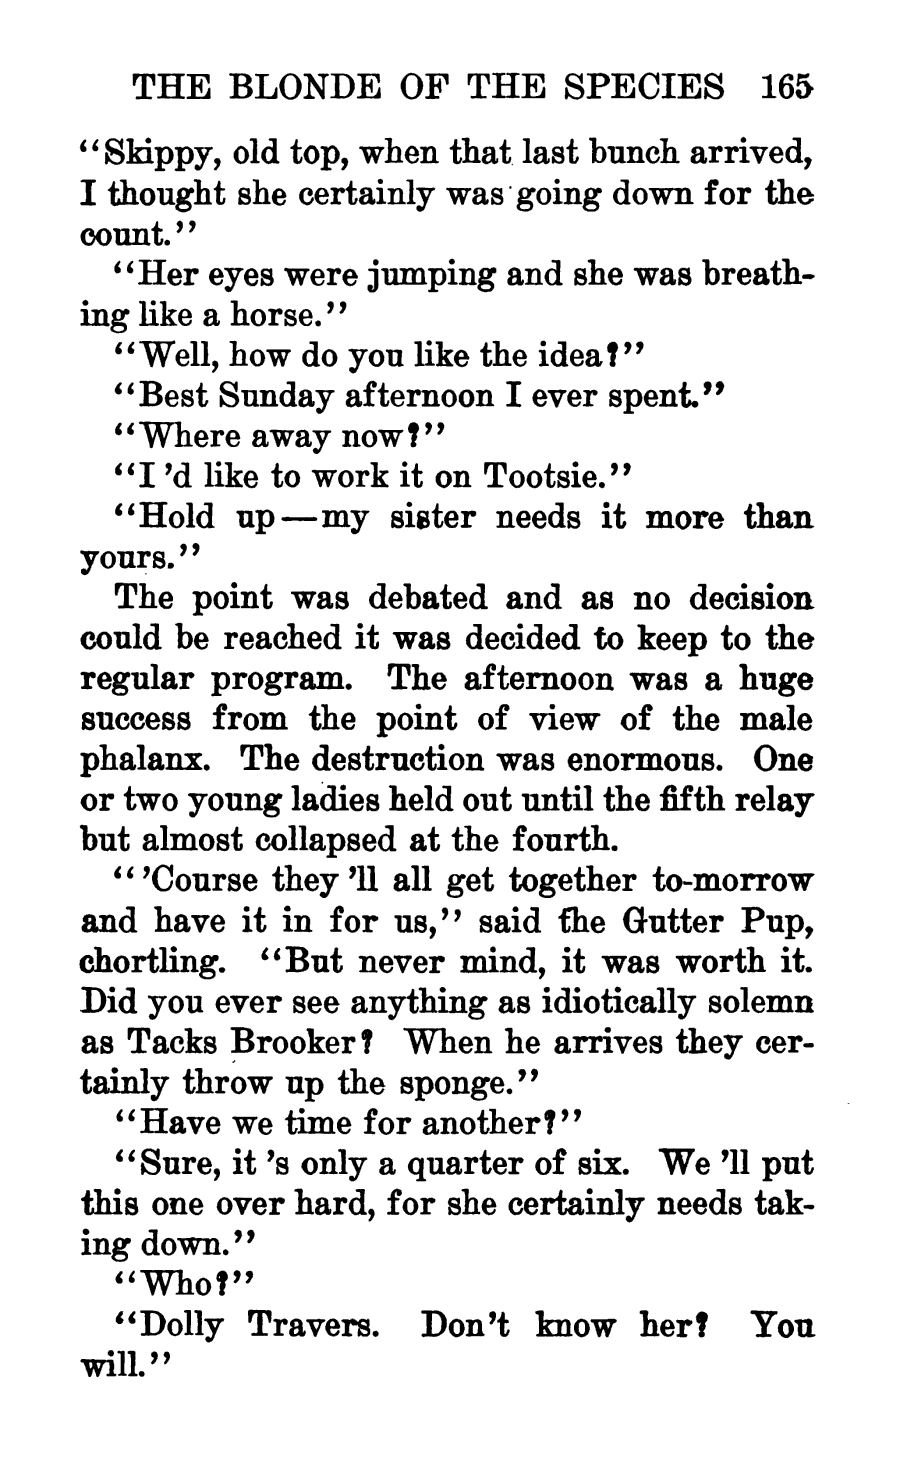 THE BLONDE OF THE SPECIES 165
"Skippy, old top, when that last bunch arrived,
I thought she certainly was going down for the
count."
"Her eyes were jumping and she was breath-
ing like a horse."
"Well, how do you like the idea?"
"Best Sunday afternoon I ever spent."
"Where away now?"
"I 'd like to work it on Tootsie."
"Hold up—my sister needs it more than
yours."
The point was debated and as no decision
could be reached it was decided to keep to the
regular program. The afternoon was a huge
success from the point of view of the male
phalanx. The destruction was enormous. One
or two young ladies held out until the fifth relay
but almost collapsed at the fourth.
"'Course they 'll all get together to-morrow
and have it in for us," said the Gutter Pup,
chortling. "But never mind, it was worth it.
Did you ever see anything as idiotically solemn
as Tacks Brooker? When he arrives they cer-
tainly throw up the sponge."
"Have we time for another?"
"Sure, it 's only a quarter of six. We 'll put
this one over hard, for she certainly needs tak-
ing down."
"Who?"
"Dolly Travers. Don't know her? You
will."